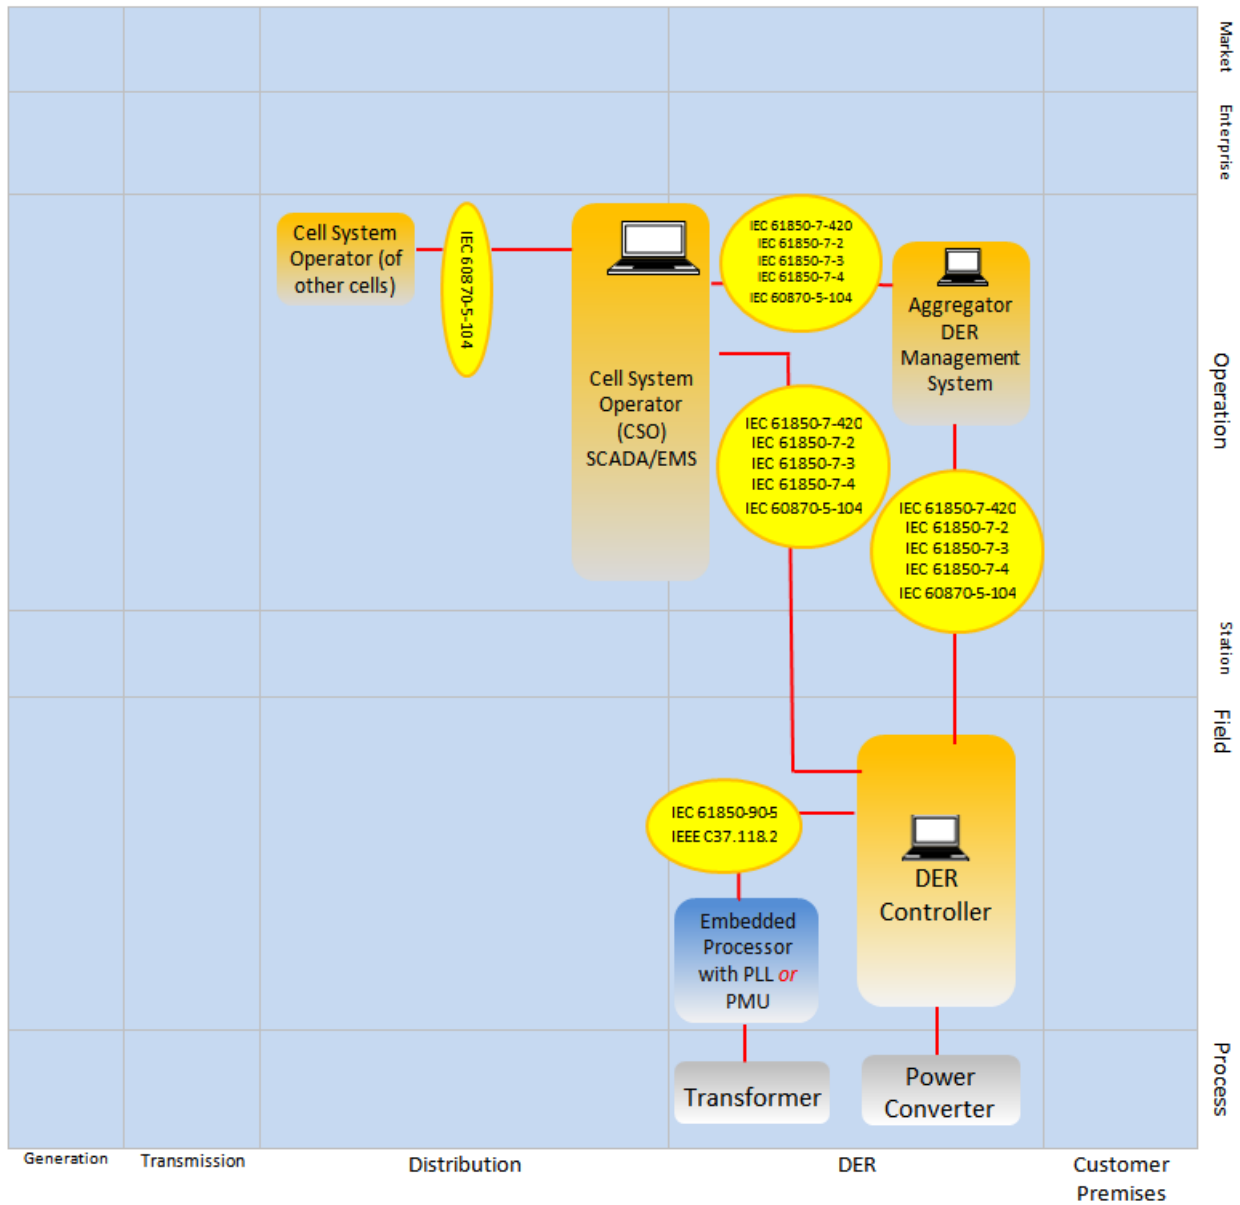 Market
Enterprise
Cell System
Operator (of
other cells)
IEC 60870-5-104
Cell System
Operator
(CSO)
SCADA/EMS
IEC 61850-7-420
IEC 61850-7-2
IEC 61850-7-3
IEC 61850-7-4
IEC 60870-5-104
Aggregator
DER
Management
System
Operation
IEC 61850-7-420
IEC 61850-7-2
IEC 61850-7-3
IEC 61850-7-4
IEC 60870-5-104
IEC 61850-7-420
IEC 61850-7-2
IEC 61850-7-3
IEC 61850-7-4
IEC 60870-5-104
Station
Field
IEC 61850-90-5
IEEE C37.118.2
DER
Controller
Embedded
Processor
with PLL or
PMU
Transformer
Power
Converter
Process
Generation
Transmission
Distribution
DER
Customer
Premises